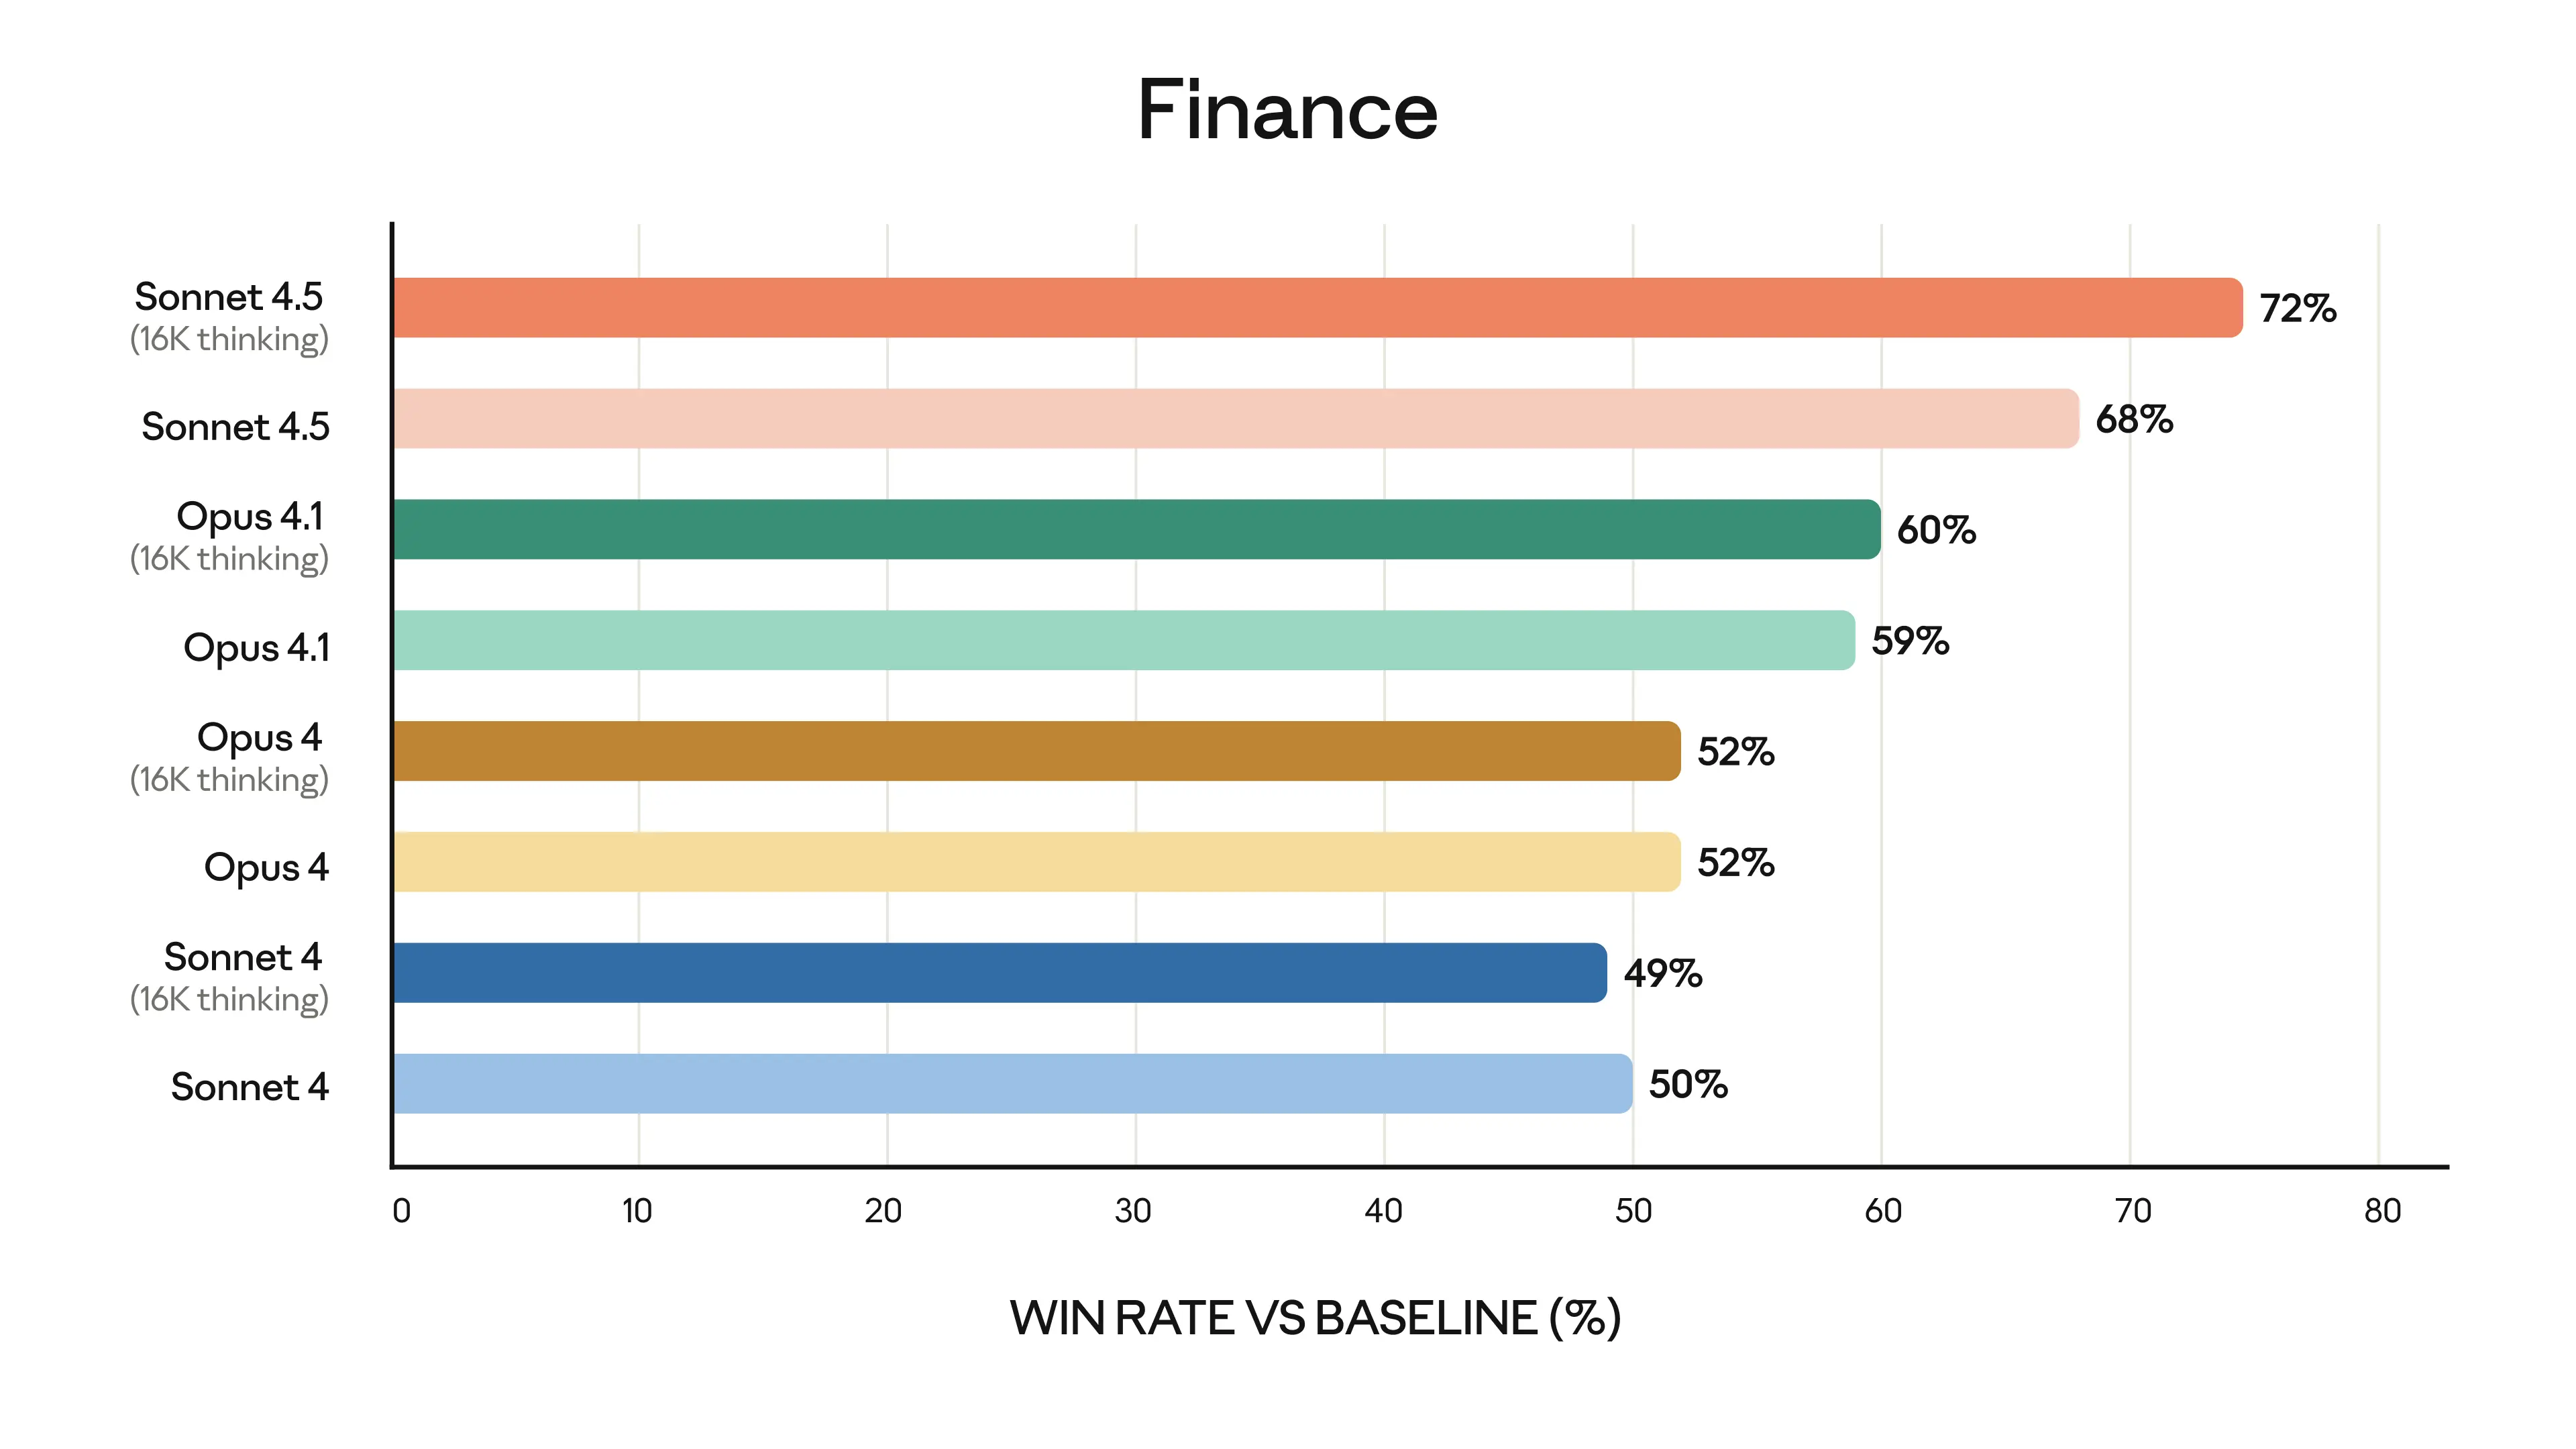 Finance
Sonnet 4.5
(16K thinking)
72%
Sonnet 4.5
68%
Opus 4.1
(16K thinking)
60%
Opus 4.1
59%
Opus 4
(16K thinking)
52%
Opus 4
52%
Sonnet 4
(16K thinking)
49%
Sonnet 4
50%
0 10 20 30 40 50 60 70 80
WIN RATE VS BASELINE (%)